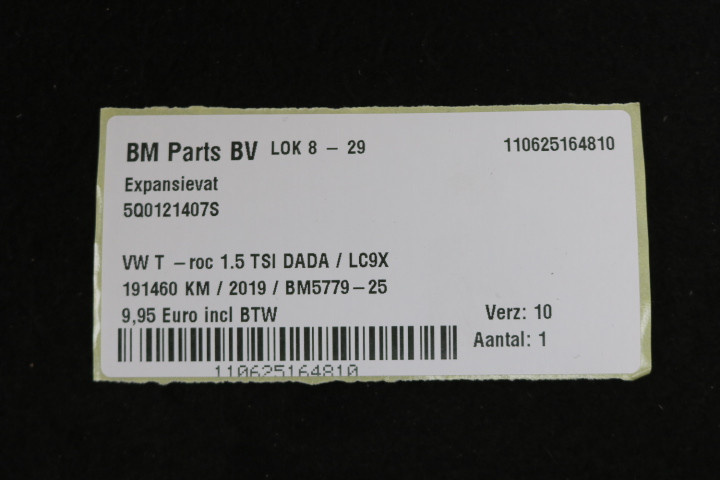 BM Parts BV LOK 8 - 29 110625164810
Expansievat
5Q0121407S
VW T -roc 1.5 TSI DADA / LC9X
191460 KM / 2019 / BM5779-25
9,95 Euro incl BTW Verz: 10
Aantal: 1
110625164810